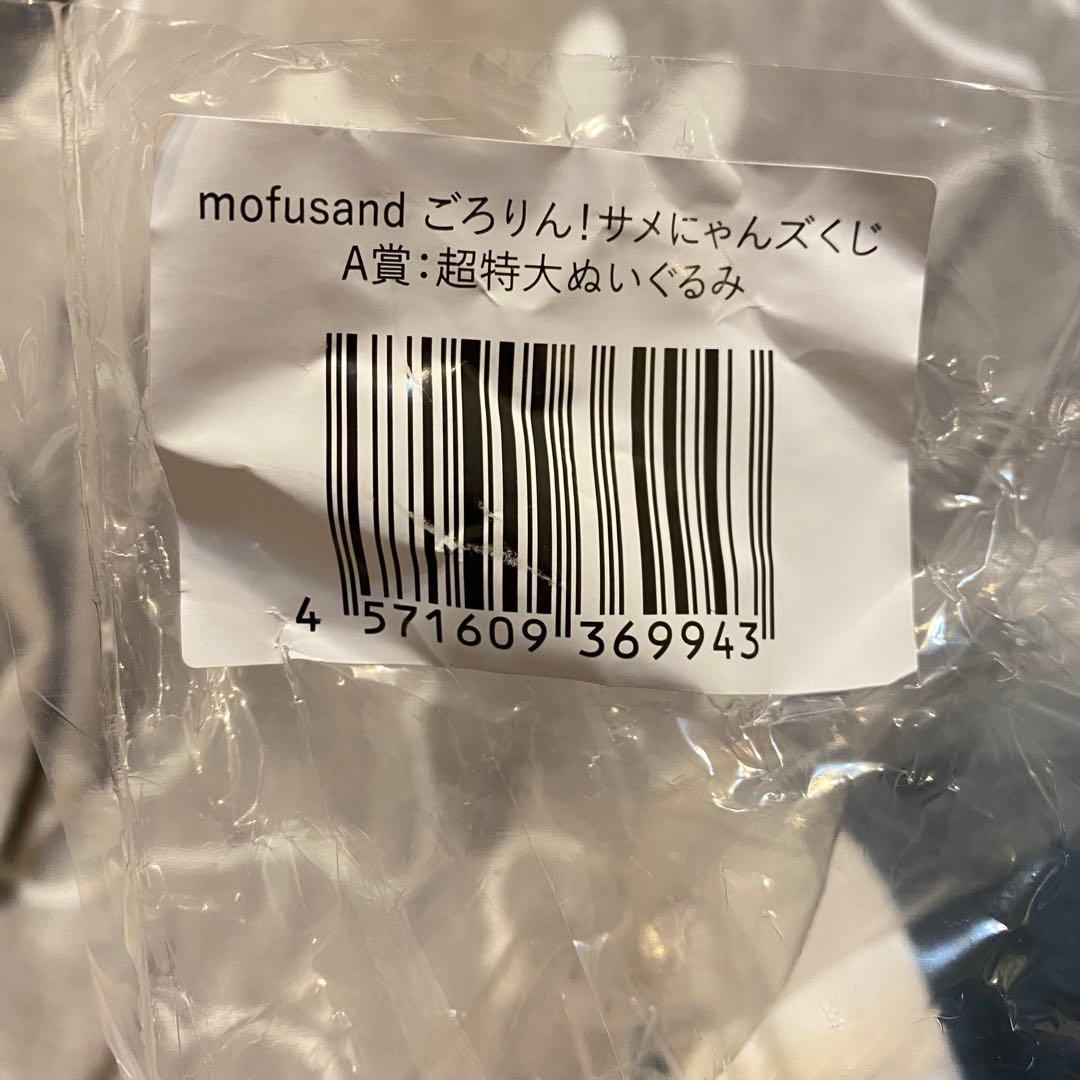 mofusand ごろりん!サメにゃんズくじ
A賞:超特大ぬいぐるみ
4 571609 369943